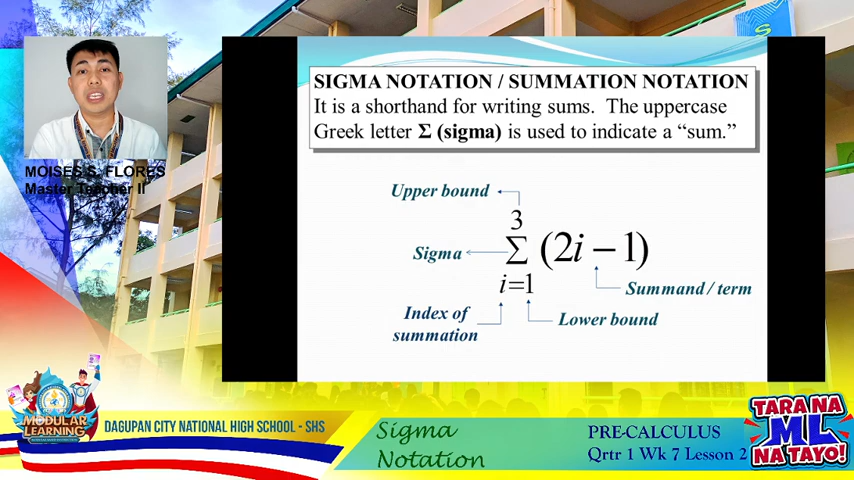 SIGMA NOTATION / SUMMATION NOTATION
It is a shorthand for writing sums. The uppercase
Greek letter Σ (sigma) is used to indicate a “sum.”
MOISES S. FLORES
Master Teacher II
Upper bound
3
Sigma
Σ (2i − 1)
i=1
Summand / term
Index of
summation
Lower bound
MODULAR
LEARNING
DAGUPAN CITY NATIONAL HIGH SCHOOL - SHS
Sigma
Notation
PRE-CALCULUS
Qrtr 1 Wk 7 Lesson 2
TARA NA
ML
NA TAYO!